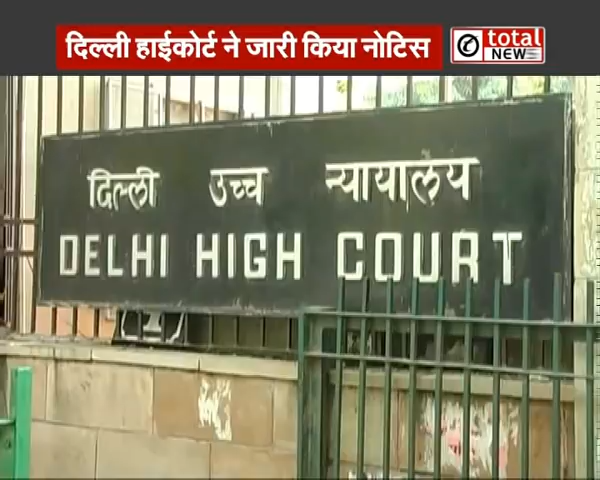 दिल्ली हाईकोर्ट ने जारी किया नोटिस
total
NEWS
दिल्ली उच्च न्यायालय
DELHI HIGH COURT